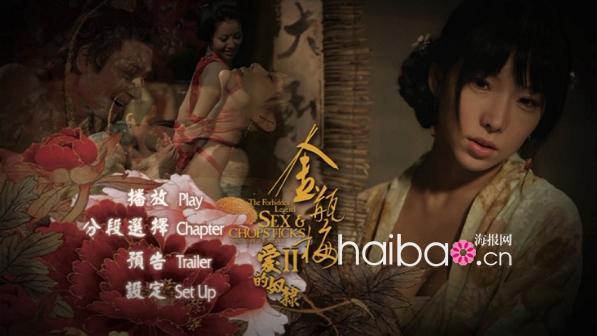 金瓶梅
The Forbidden
Legend
SEX &
CHOPSTICKS
II
愛的奴隸
播放 Play
分段選擇 Chapter
預告 Trailer
設定 Set Up
haibao.cn
海报网